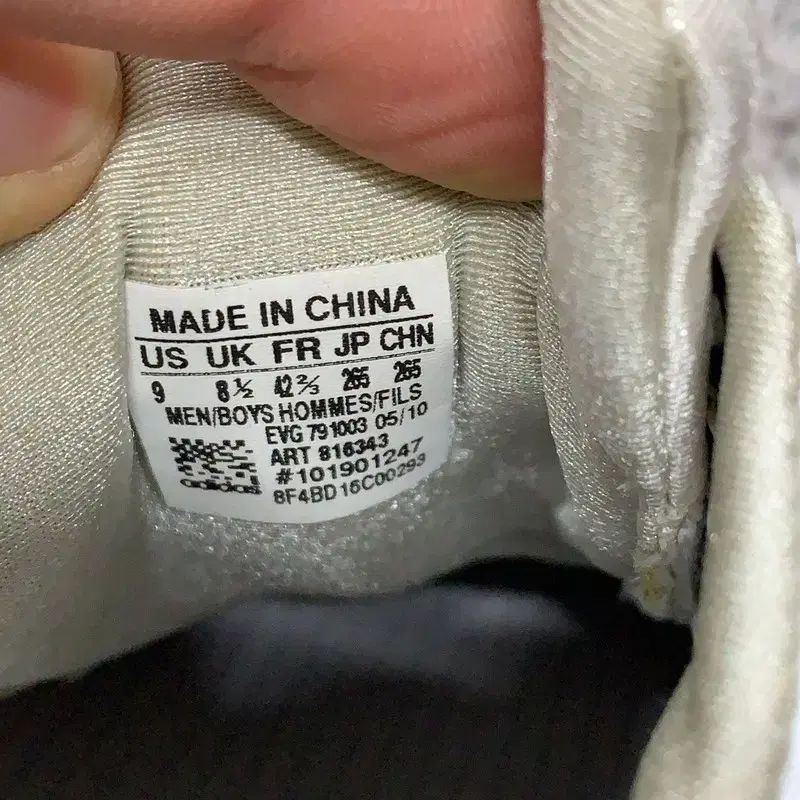 MADE IN CHINA
US UK FR JP CHN
9 8½ 42⅔ 265 265
MEN/BOYS HOMMES/FILS
EVG 791003 05/10
ART 816343
#101901247
8F4BD16C00293
adidas